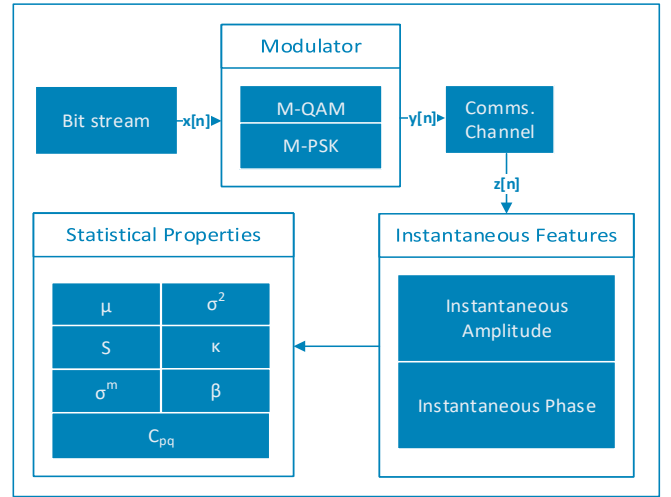 Modulator
Bit stream
x[n]
M-QAM
M-PSK
y[n]
Comms.
Channel
z[n]
Statistical Properties
μ
σ²
S
κ
σᵐ
β
Cpq
Instantaneous Features
Instantaneous
Amplitude
Instantaneous Phase